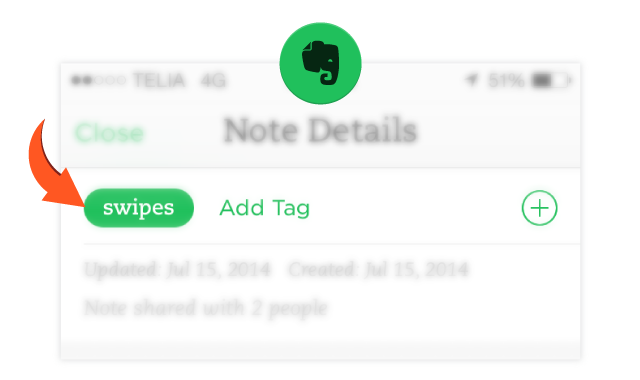 TELIA 4G 51%
Close Note Details
swipes Add Tag
Updated: Jul 15, 2014 Created: Jul 15, 2014
Note shared with 2 people